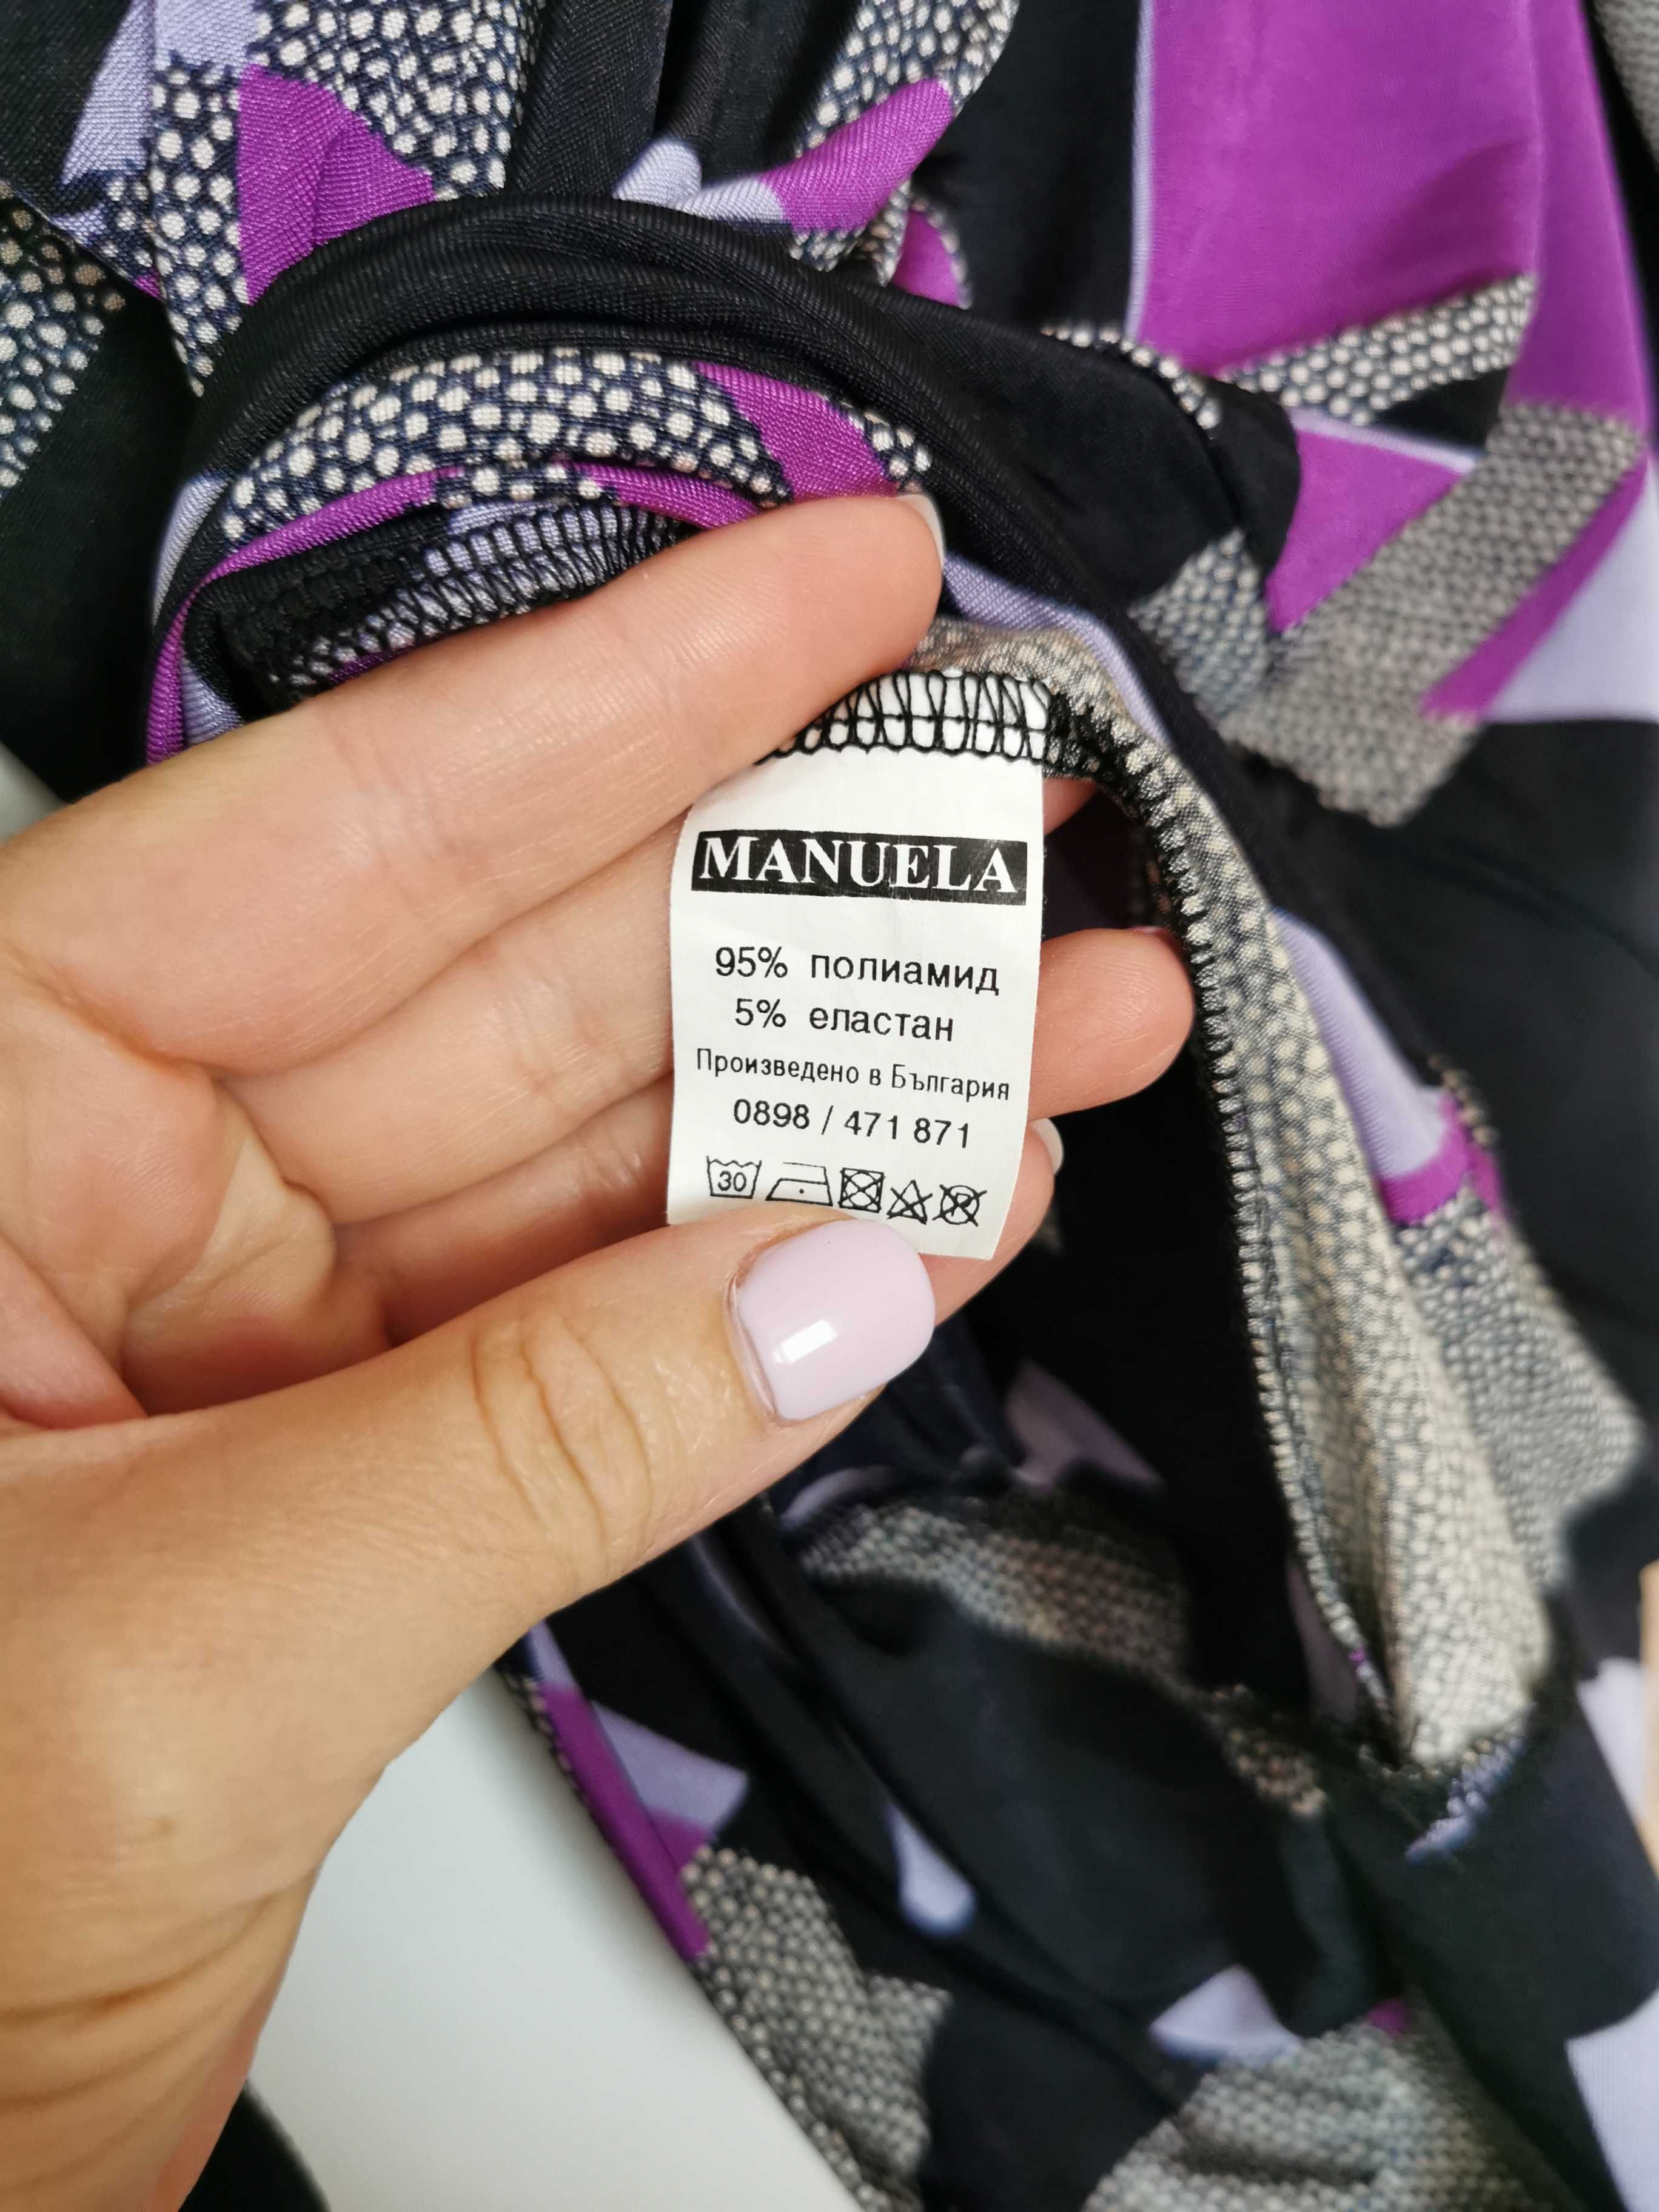 MANUELA
95% полиамид
5% еластан
Произведено в България
0898 / 471 871
30